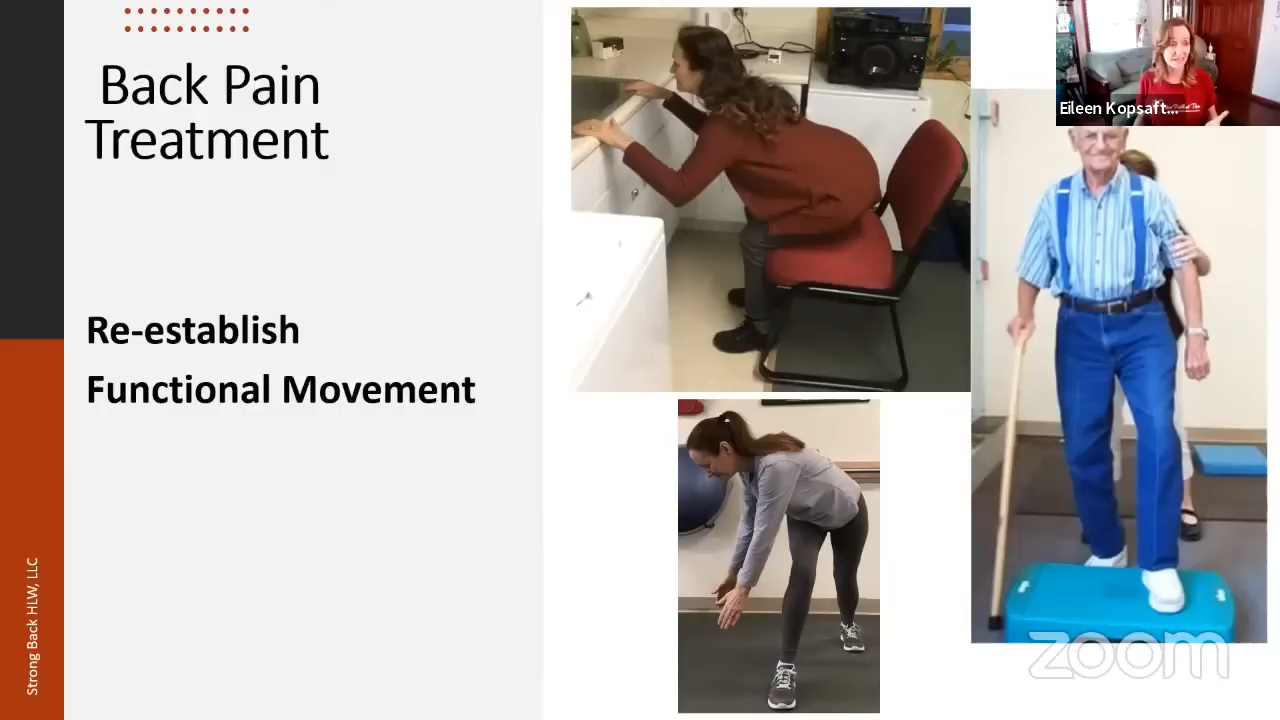 Back Pain
Treatment
Re-establish
Functional Movement
Strong Back HLW, LLC
Eileen Kopsaft...
zoom